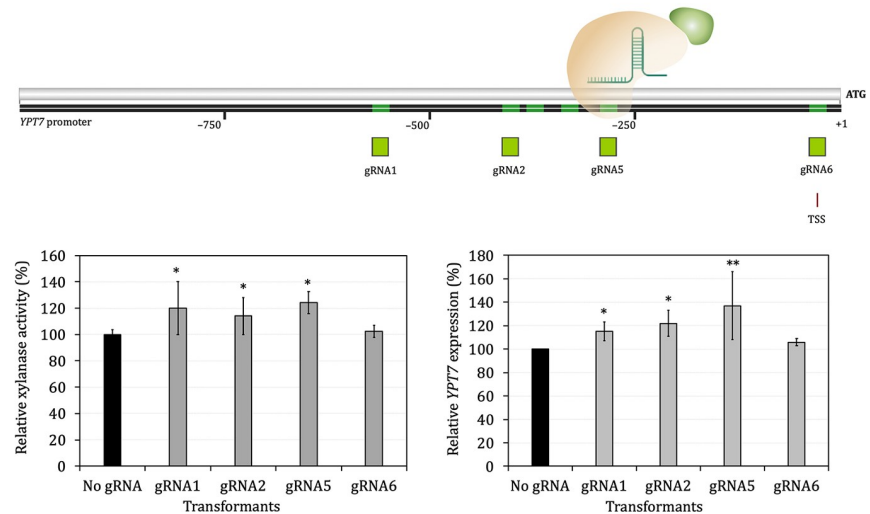 ATG
YPT7 promoter
−750
−500
−250
+1
gRNA1
gRNA2
gRNA5
gRNA6
TSS
Relative xylanase activity (%)
160
140
120
100
80
60
40
20
0
* * *
No gRNA gRNA1 gRNA2 gRNA5 gRNA6
Transformants
Relative YPT7 expression (%)
180
160
140
120
100
80
60
40
20
0
* * **
No gRNA gRNA1 gRNA2 gRNA5 gRNA6
Transformants